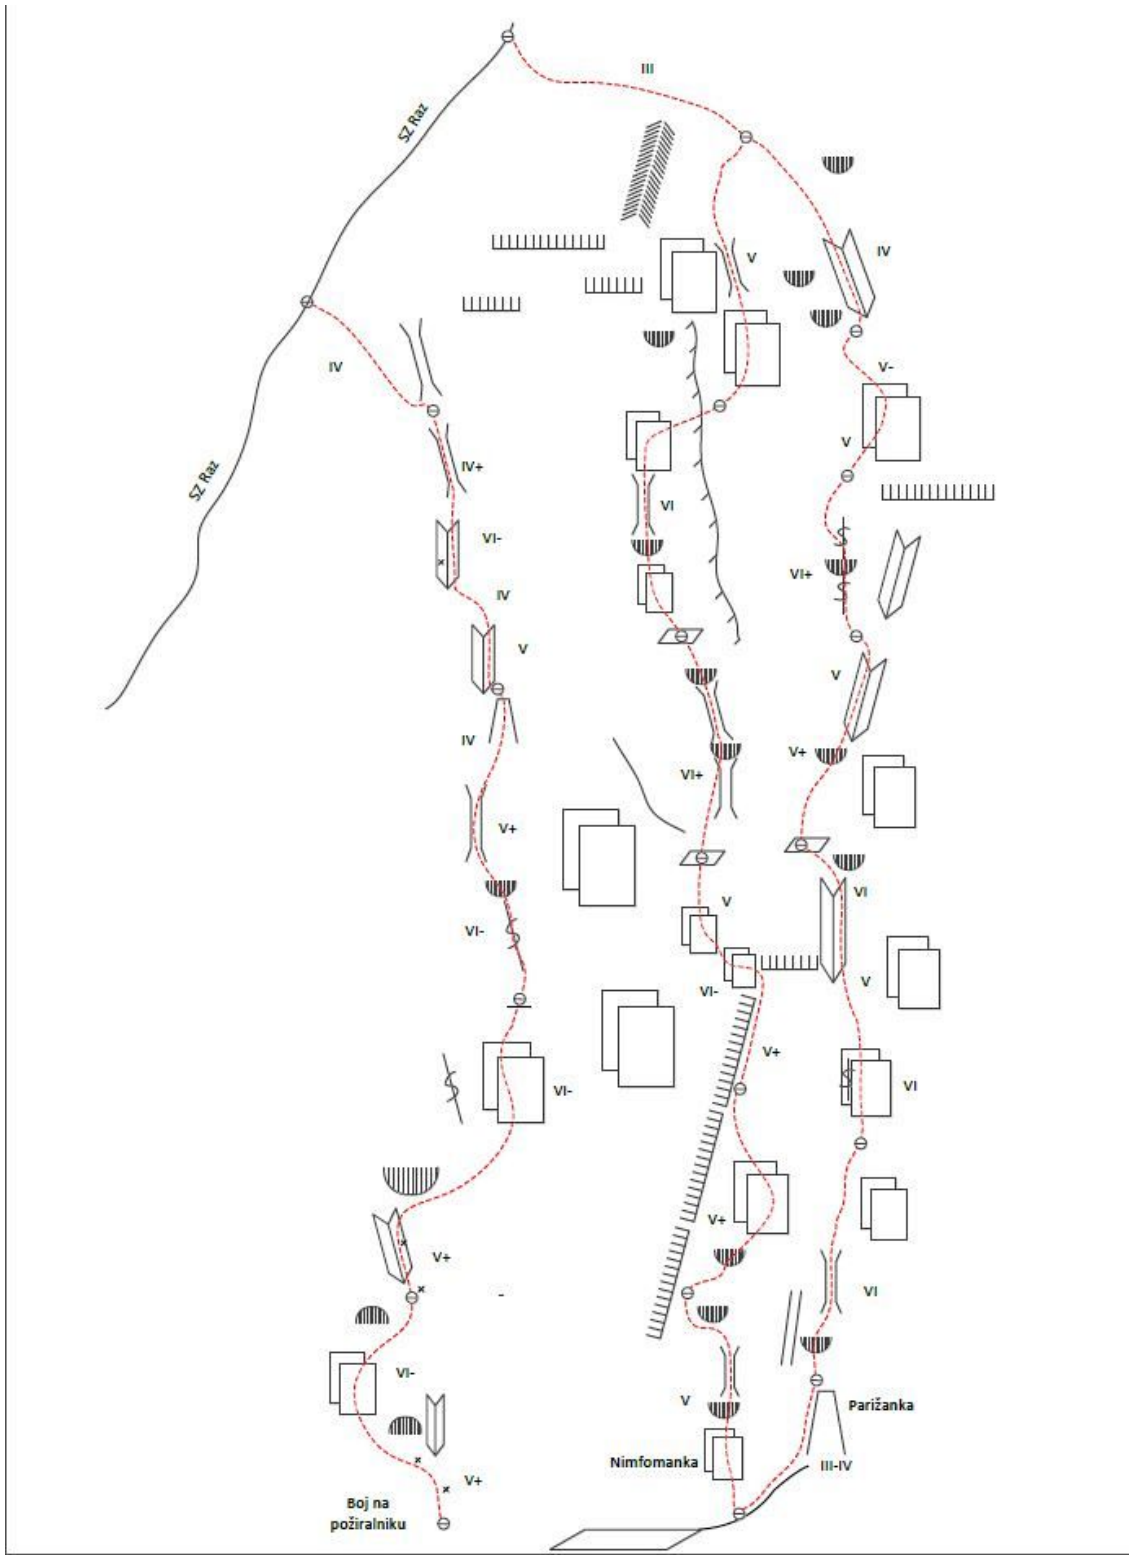 III
SZ Raz
IV
V
IV
V-
V
SZ Raz
IV+
VI
VI-
VI+
IV
V
V
IV
V+
VI+
V+
VI
V
VI-
V
VI-
V+
VI-
VI
V+
V+
VI
VI-
V
Parižanka
Nimfomanka
III-IV
V+
Boj na
požiralniku